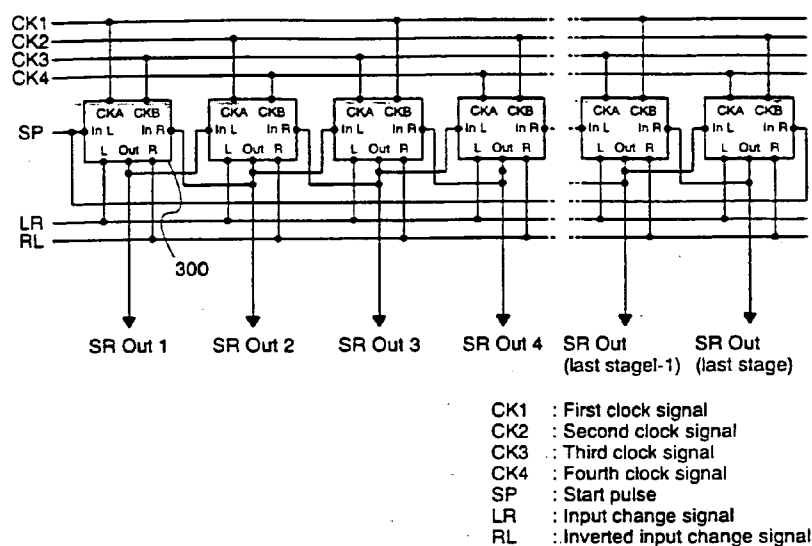 CK1
CK2
CK3
CK4
CKA CKB CKA CKB CKA CKB CKA CKB CKA CKB CKA CKB
SP In L In R In L In R In L In R In L In R In L In R In L In R
L Out R L Out R L Out R L Out R L Out R L Out R
LR
RL
300
SR Out 1 SR Out 2 SR Out 3 SR Out 4 SR Out SR Out
(last stagel-1) (last stage)
CK1 : First clock signal
CK2 : Second clock signal
CK3 : Third clock signal
CK4 : Fourth clock signal
SP : Start pulse
LR : Input change signal
RL : Inverted input change signal